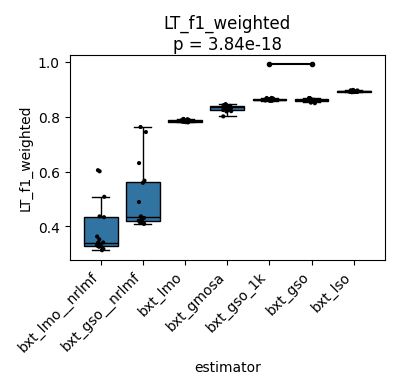 LT_f1_weighted
p = 3.84e-18
LT_f1_weighted
1.0
0.8
0.6
0.4
bxt_lmo__nrlmf
bxt_gso__nrlmf
bxt_lmo
bxt_gmosa
bxt_gso_1k
bxt_gso
bxt_lso
estimator